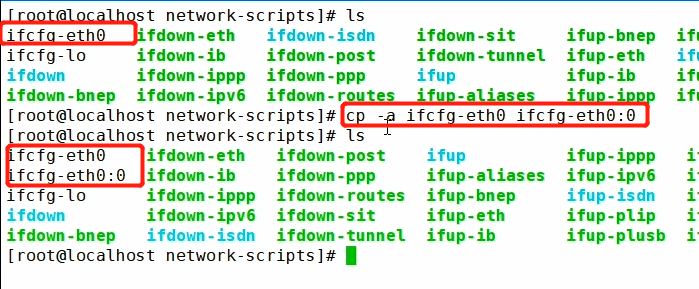 [root@localhost network-scripts]# ls
ifcfg-eth0 ifdown-eth ifdown-isdn ifdown-sit ifup-bnep
ifcfg-lo ifdown-ib ifdown-post ifdown-tunnel ifup-eth
ifdown ifdown-ippp ifdown-ppp ifup ifup-ib
ifdown-bnep ifdown-ipv6 ifdown-routes ifup-aliases ifup-ippp
[root@localhost network-scripts]# cp -a ifcfg-eth0 ifcfg-eth0:0
[root@localhost network-scripts]# ls
ifcfg-eth0 ifdown-eth ifdown-post ifup ifup-ippp
ifcfg-eth0:0 ifdown-ib ifdown-ppp ifup-aliases ifup-ipv6
ifcfg-lo ifdown-ippp ifdown-routes ifup-bnep ifup-isdn
ifdown ifdown-ipv6 ifdown-sit ifup-eth ifup-plip
ifdown-bnep ifdown-isdn ifdown-tunnel ifup-ib ifup-plusb
[root@localhost network-scripts]#